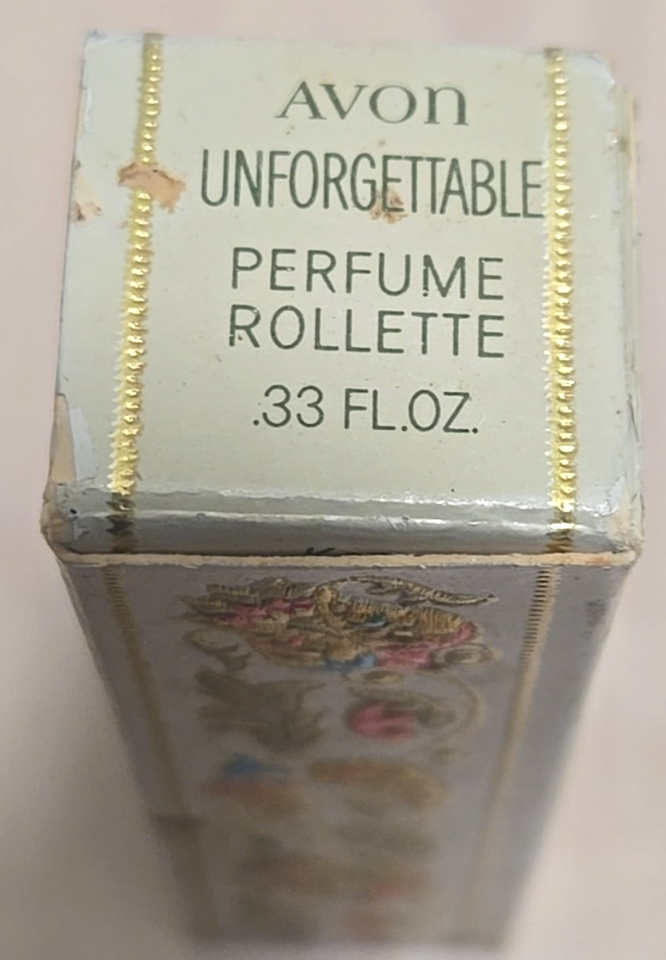 AVON
UNFORGETTABLE
PERFUME
ROLLETTE
.33 FL.OZ.